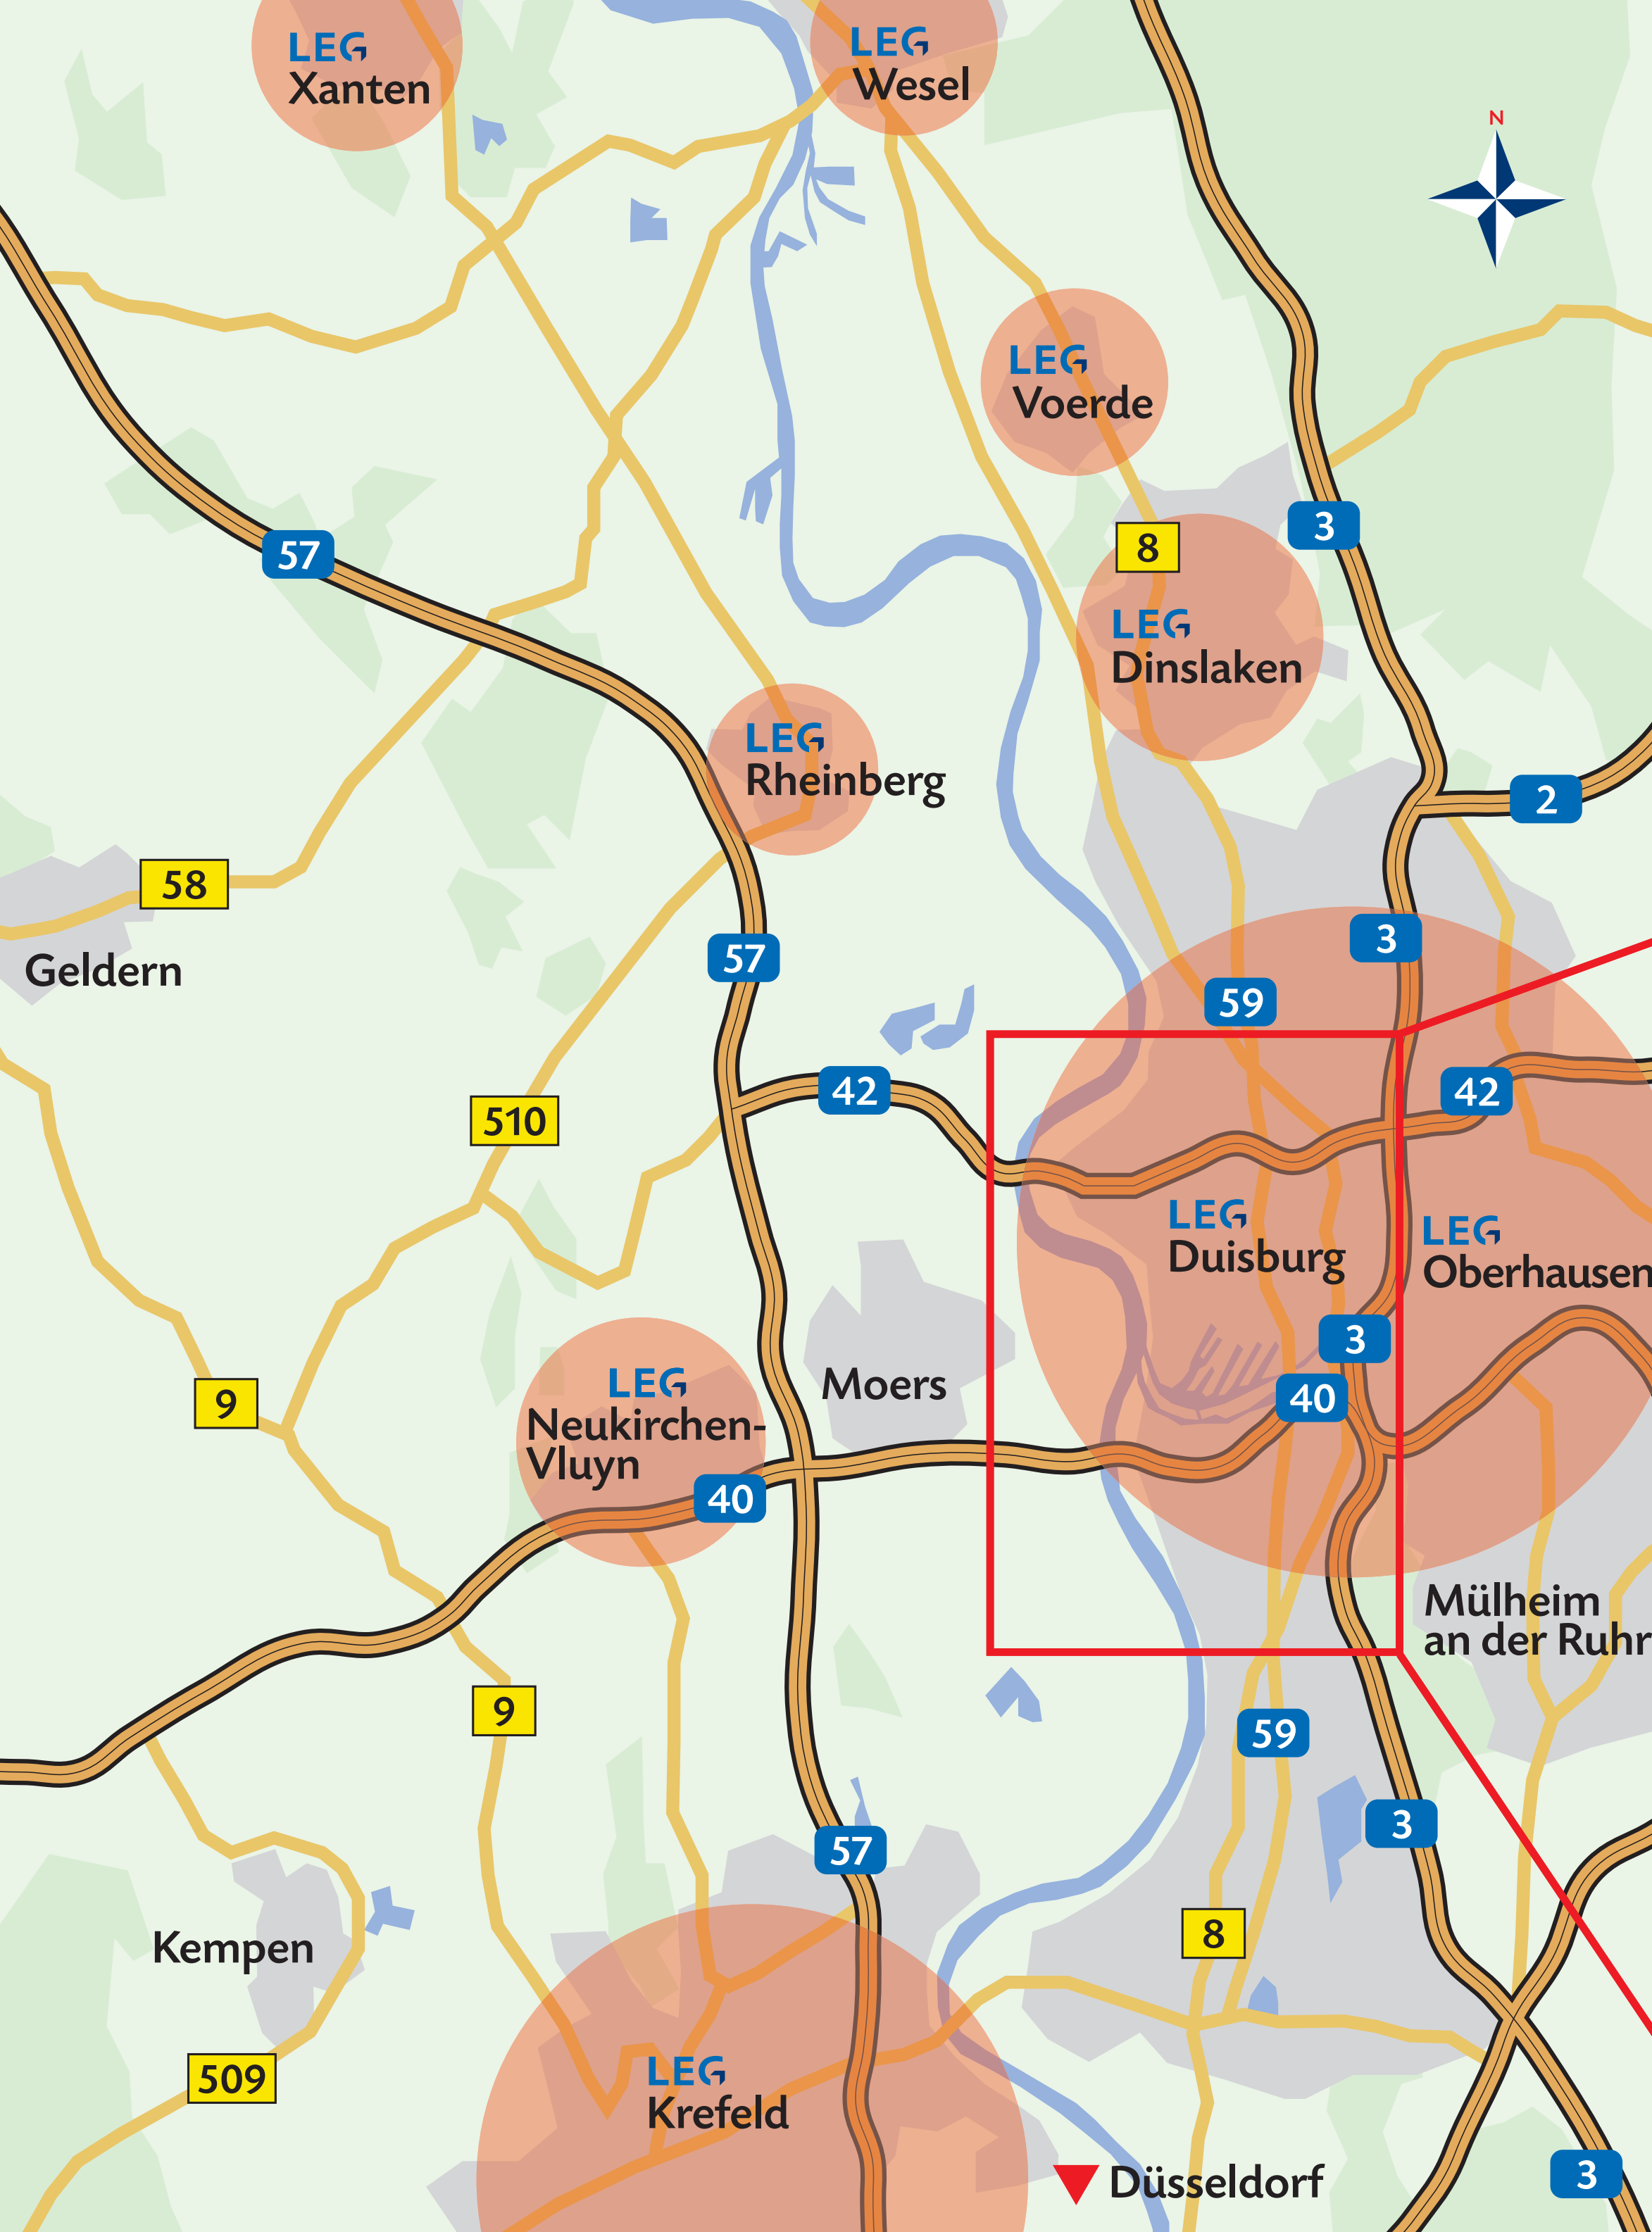 LEG
Xanten
LEG
Wesel
N
LEG
Voerde
3
8
57
LEG
Dinslaken
LEG
Rheinberg
2
58
3
57
Geldern
59
42
42
510
LEG
Duisburg
LEG
Oberhausen
3
LEG
Neukirchen-
Vluyn
Moers
40
9
40
Mülheim
an der Ruhr
9
59
3
57
8
Kempen
509
LEG
Krefeld
Düsseldorf
3